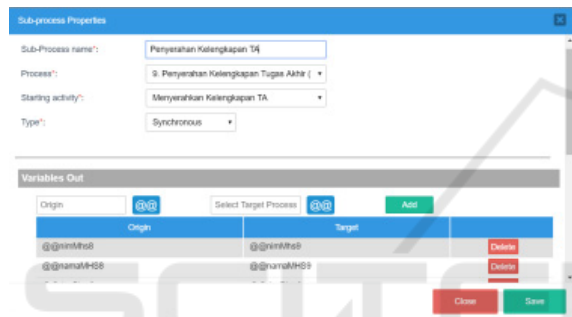 Sub-process Properties
Sub-Process name*: Penyerahan Kelengkapan TA
Process*: 9. Penyerahan Kelengkapan Tugas Akhir (
Starting activity*: Menyerahkan Kelengkapan TA
Type*: Synchronous
Variables Out
Origin @@ Select Target Process @@ Add
Origin Target
@@nimMhs8 @@nimMhs9 Delete
@@namaMHS8 @@namaMHS9 Delete
Close Save